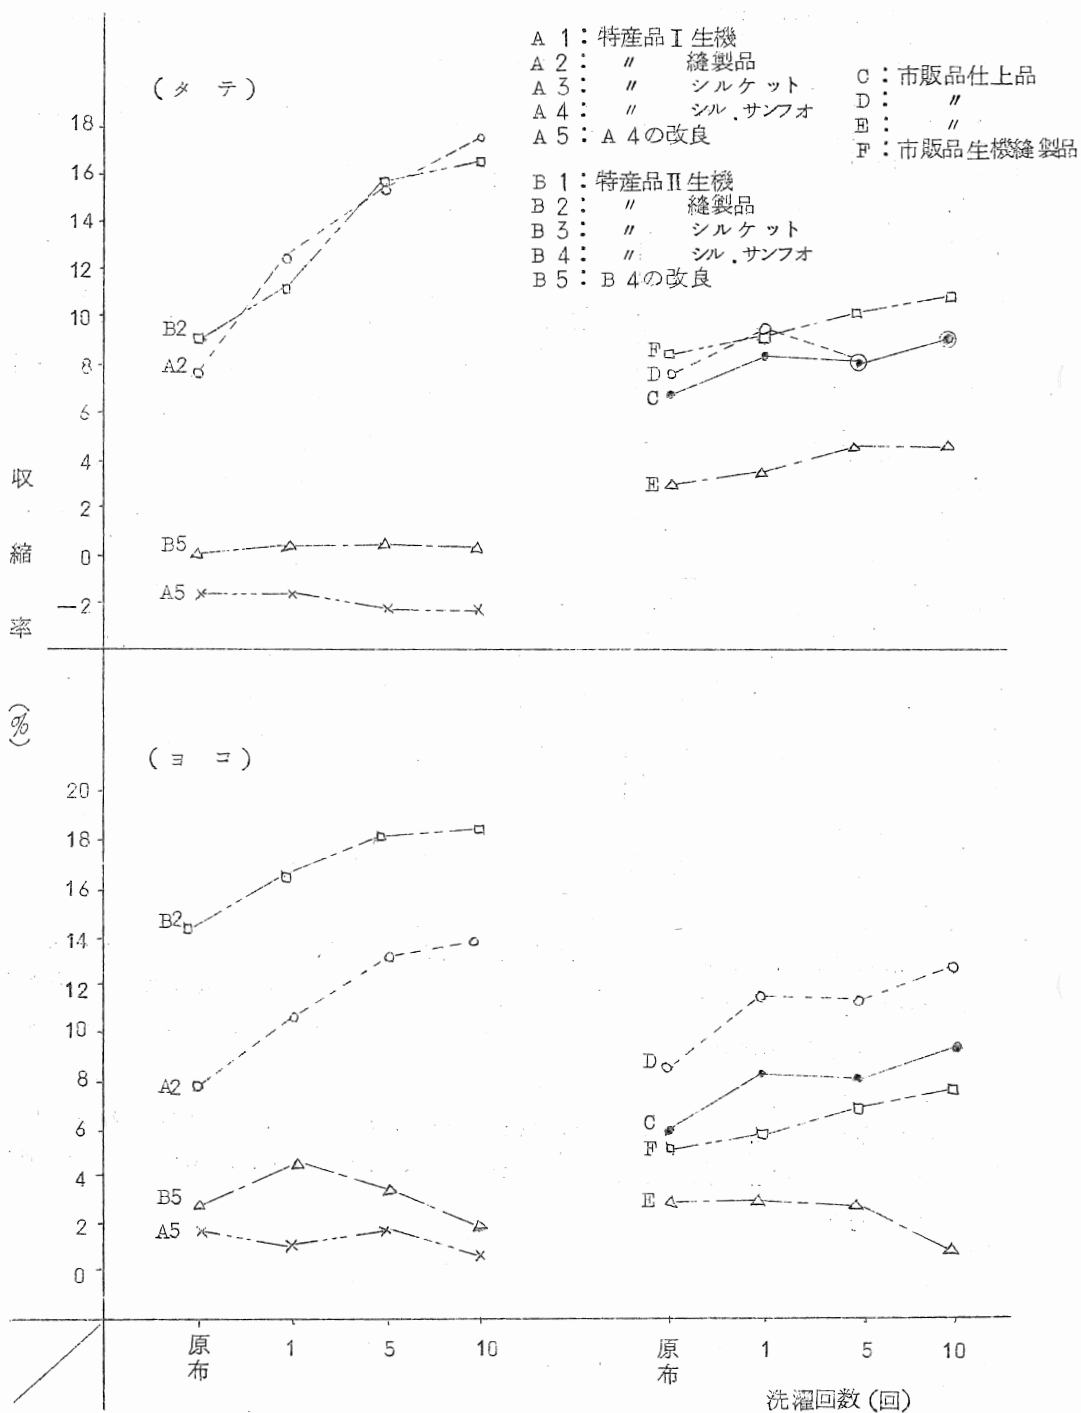 A 1：特産品Ⅰ生機
A 2：〃 縫製品
A 3：〃 シルケット
A 4：〃 シル．サンフォ
A 5：A 4の改良
B 1：特産品Ⅱ生機
B 2：〃 縫製品
B 3：〃 シルケット
B 4：〃 シル．サンフォ
B 5：B 4の改良
C：市販品仕上品
D：〃
E：〃
F：市販品生機縫製品
(タテ)
18
16
14
12
10
8
6
4
2
0
−2
B2
A2
B5
A5
F
D
C
E
収縮率(%)
(ヨコ)
20
18
16
14
12
10
8
6
4
2
0
B2
A2
B5
A5
D
C
F
E
原布 1 5 10
原布 1 5 10
洗濯回数(回)